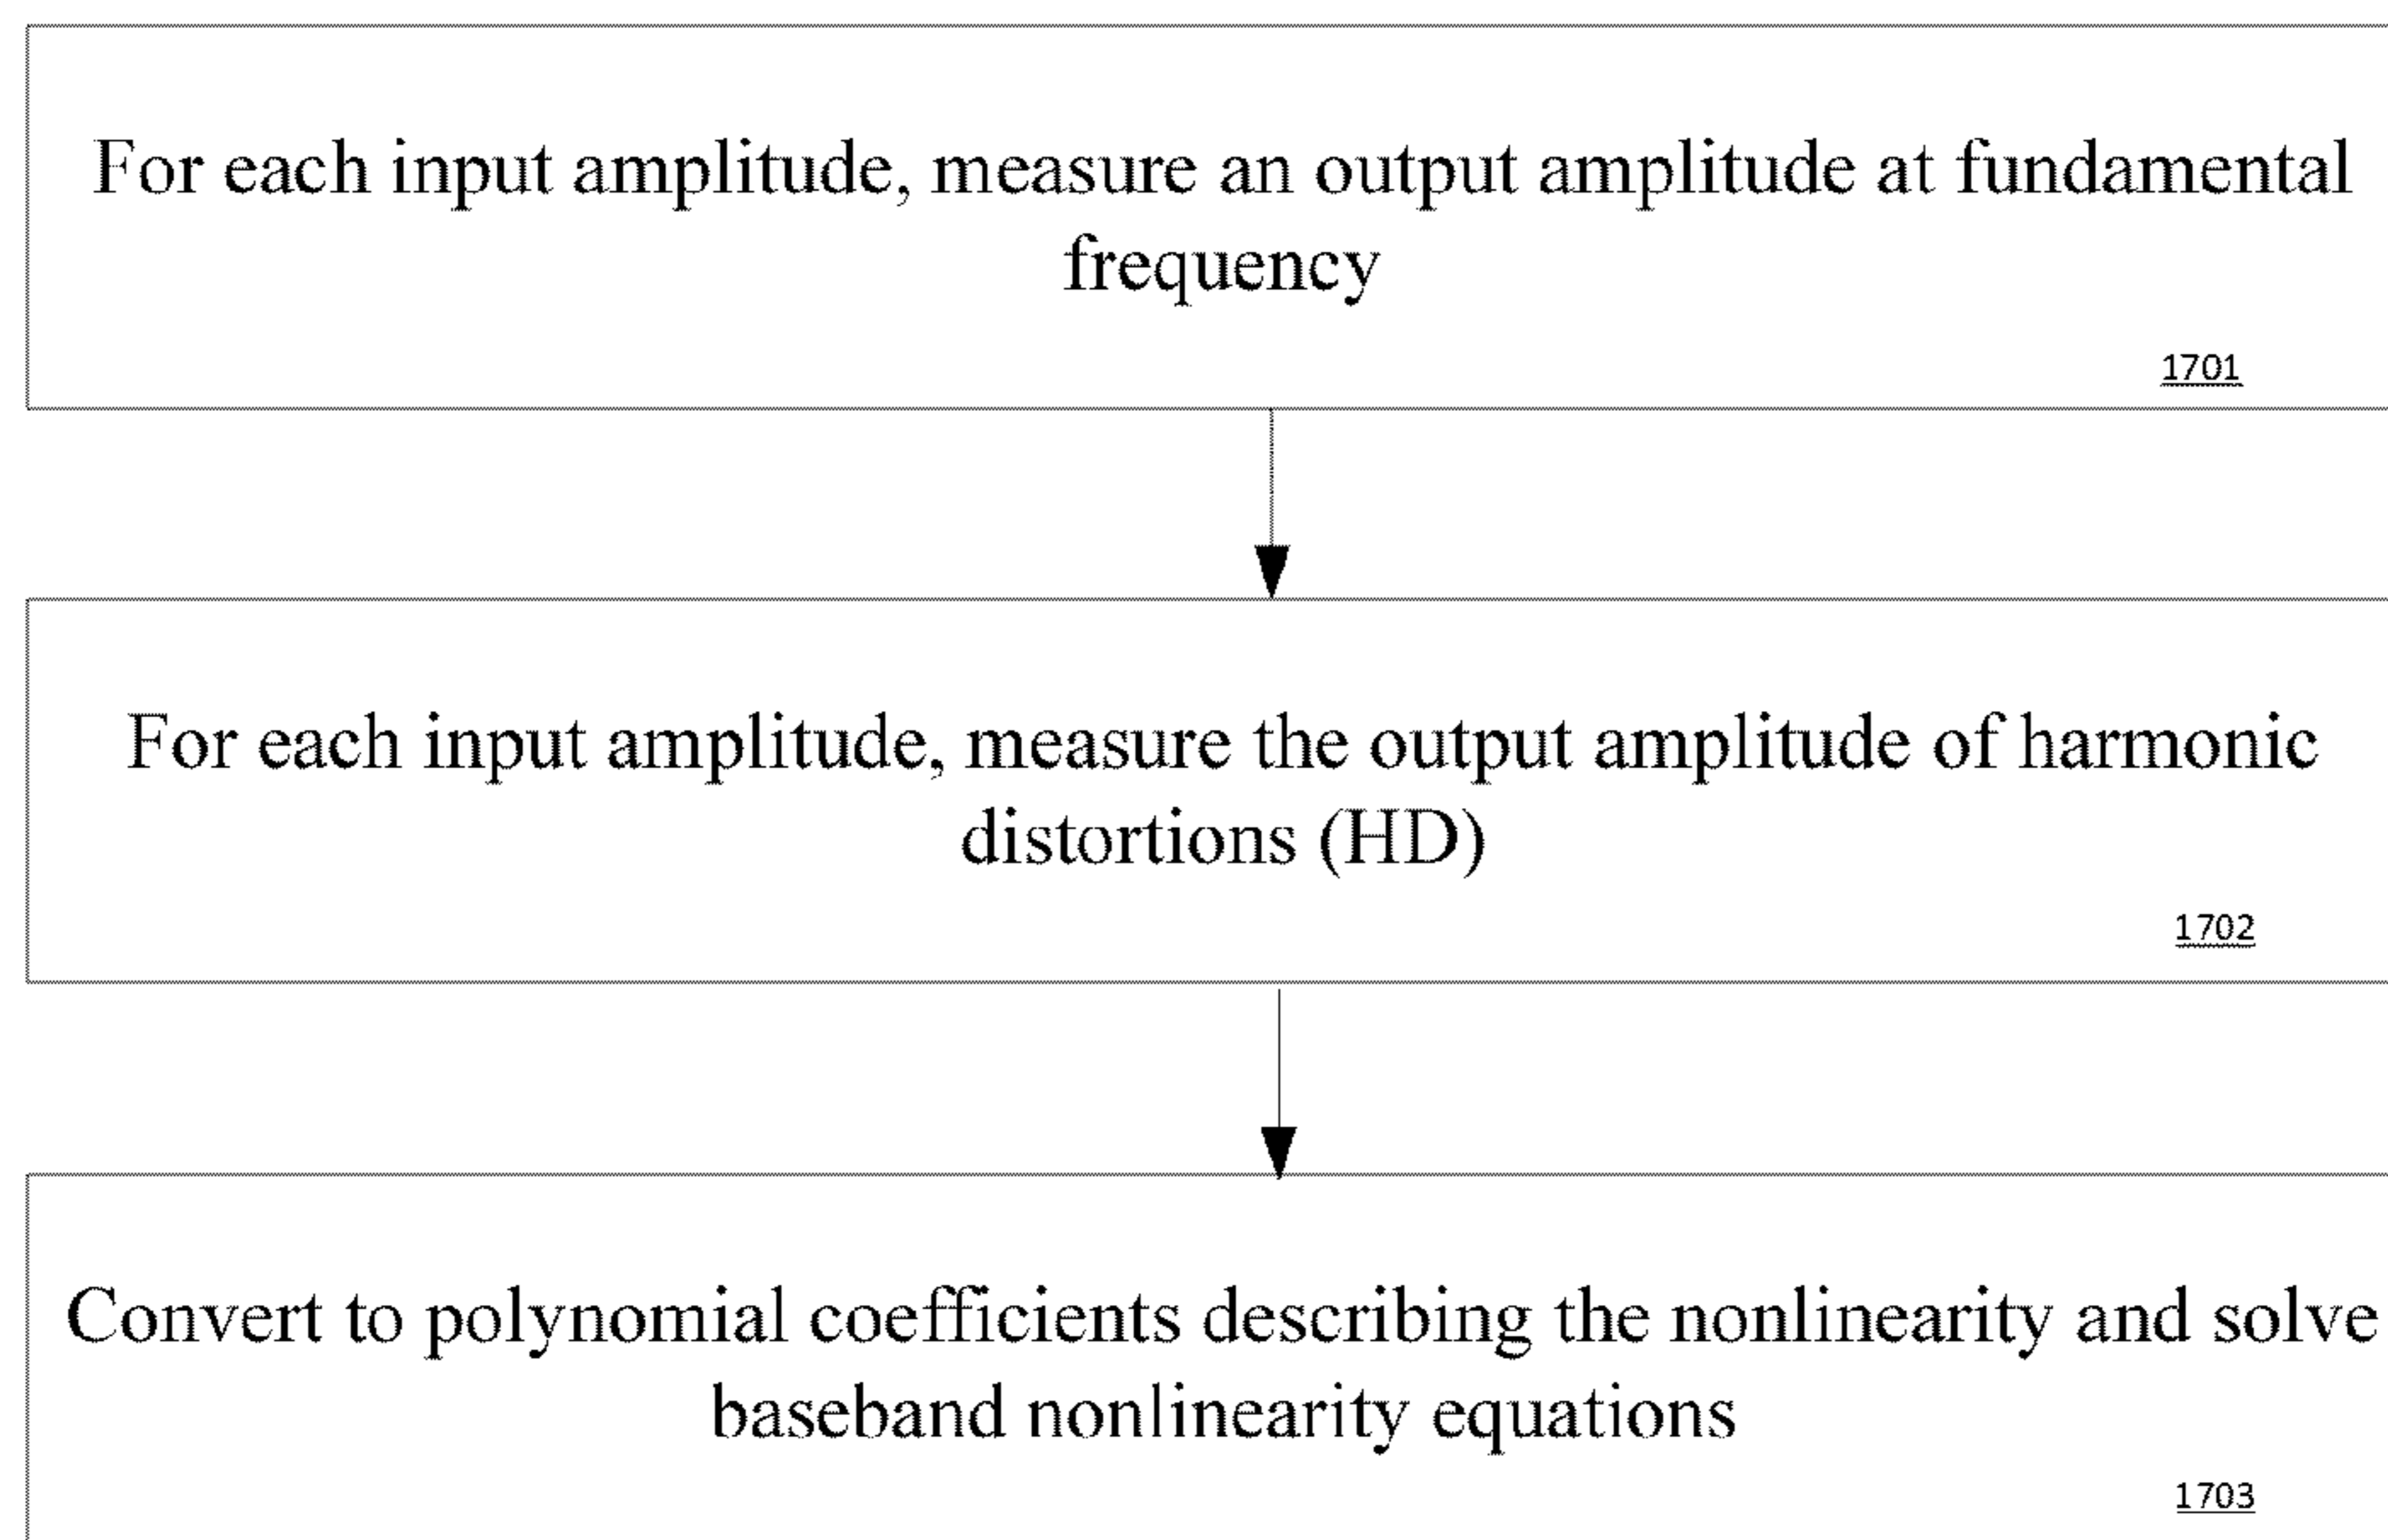 For each input amplitude, measure an output amplitude at fundamental
frequency
1701
For each input amplitude, measure the output amplitude of harmonic
distortions (HD)
1702
Convert to polynomial coefficients describing the nonlinearity and solve
baseband nonlinearity equations
1703